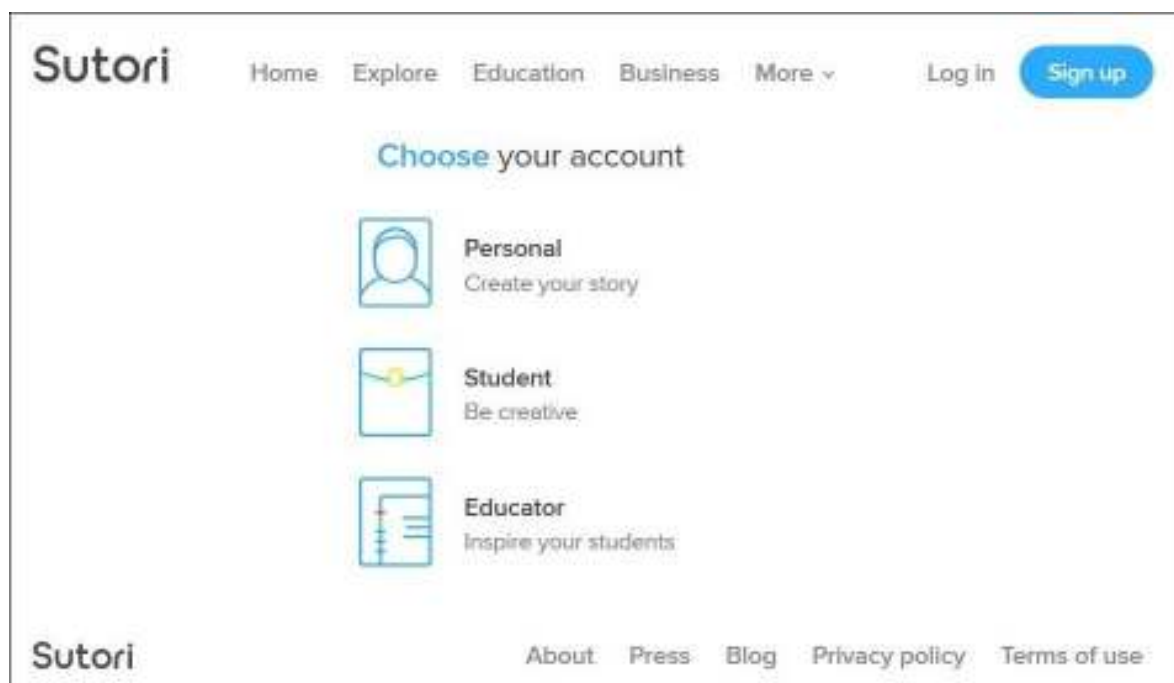 Sutori Home Explore Education Business More Log in Sign up
Choose your account
Personal
Create your story
Student
Be creative
Educator
Inspire your students
Sutori About Press Blog Privacy policy Terms of use